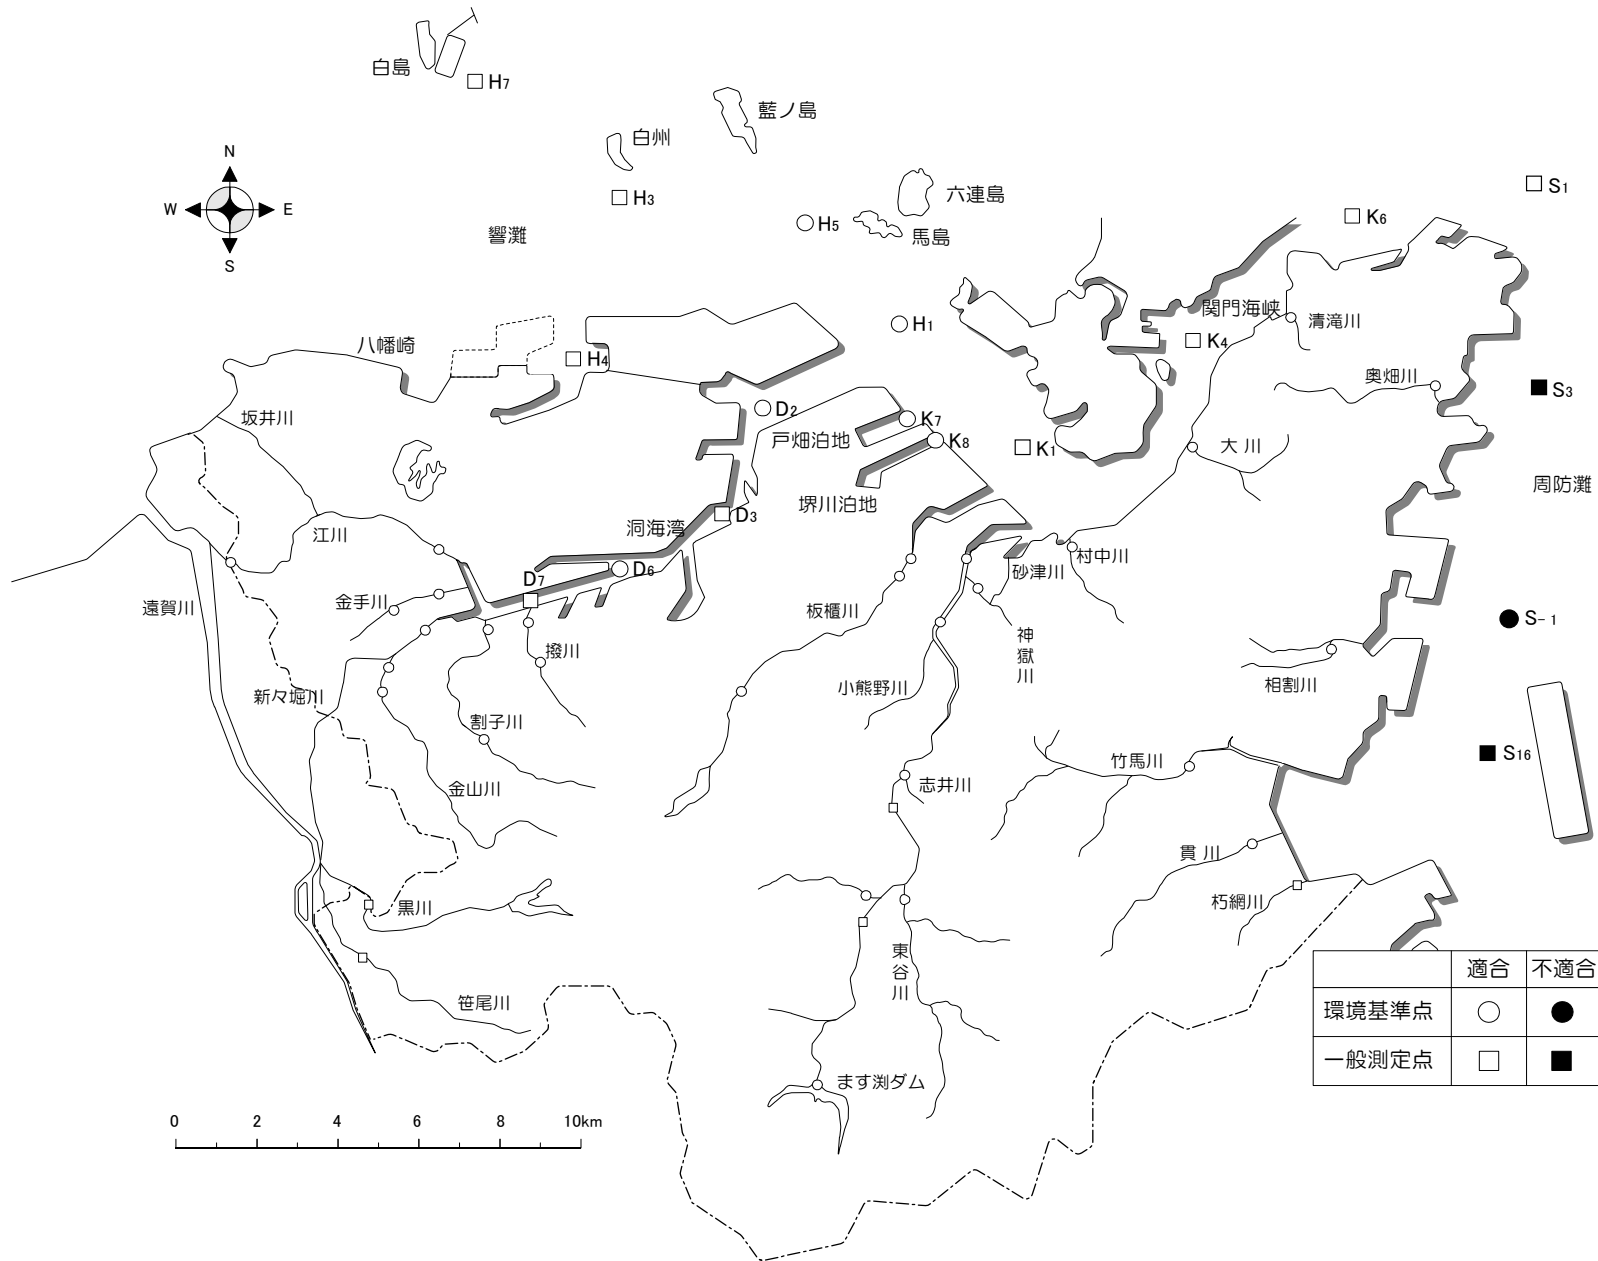 白島
H7
藍ノ島
白州
N
W
E
S
H3
六連島
S1
H5
K6
馬島
響灘
関門海峡
H1
清滝川
八幡崎
K4
H4
奥畑川
S3
D2
坂井川
K7
戸畑泊地
K8
K1
大川
周防灘
堺川泊地
D3
洞海湾
江川
村中川
砂津川
D7
D6
金手川
遠賀川
板櫃川
S-1
神獄川
撥川
小熊野川
相割川
新々堀川
割子川
竹馬川
S16
金山川
志井川
貫川
朽網川
黒川
東谷川
笹尾川
適合
不適合
環境基準点
一般測定点
ます渕ダム
0 2 4 6 8 10km